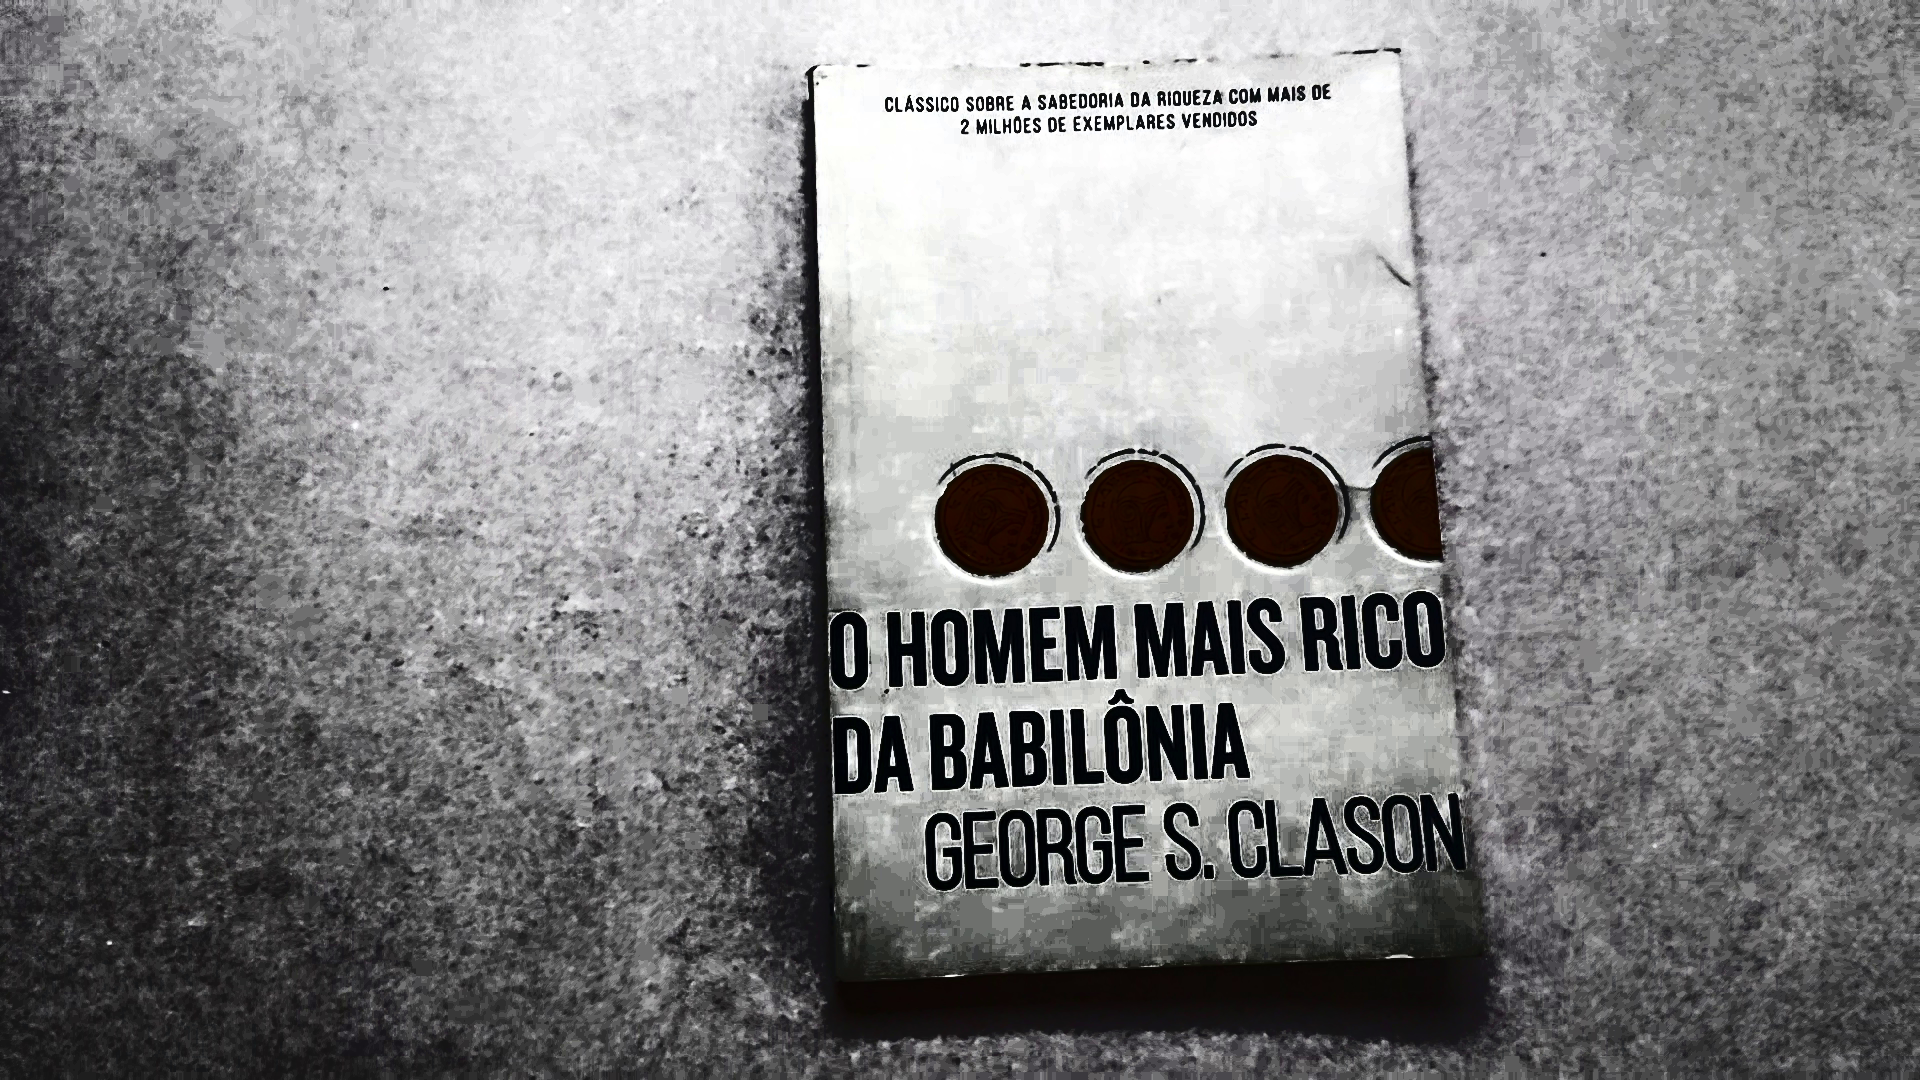 CLÁSSICO SOBRE A SABEDORIA DA RIQUEZA COM MAIS DE
2 MILHÕES DE EXEMPLARES VENDIDOS
O HOMEM MAIS RICO
DA BABILÔNIA
GEORGE S. CLASON